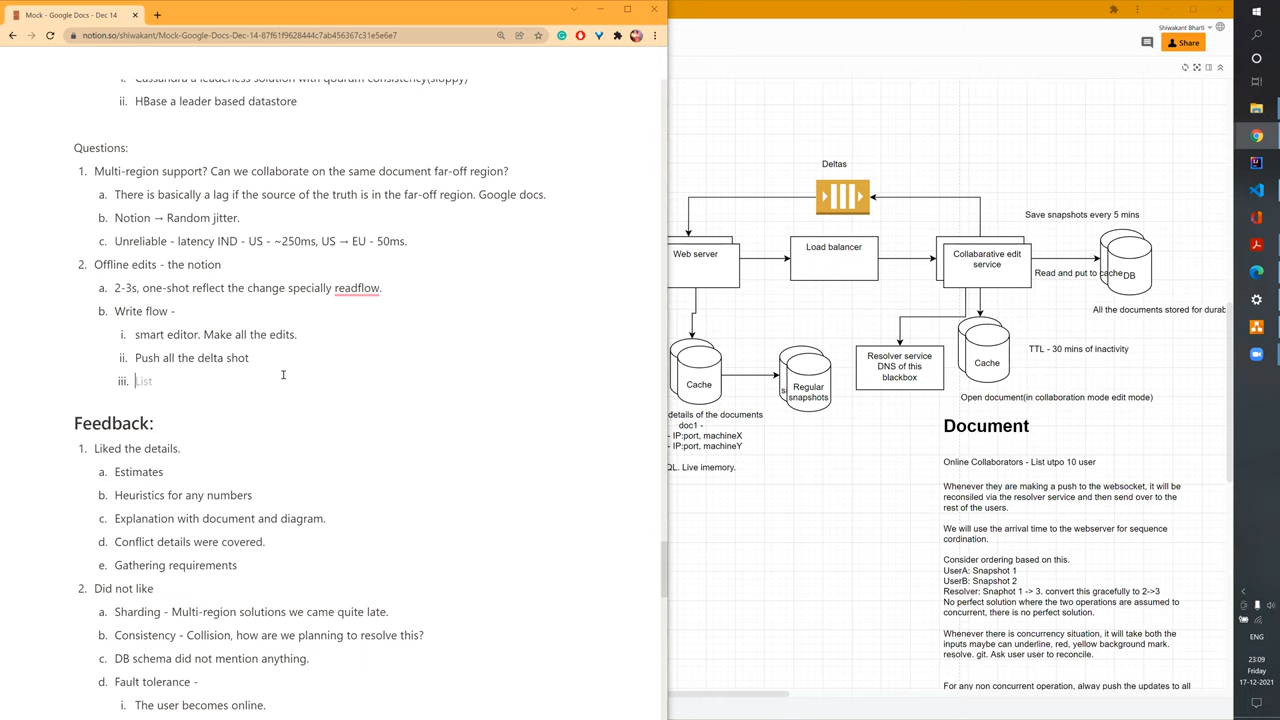 Mock - Google Docs - Dec 14
notion.so/shiwakant/Mock-Google-Docs-Dec-14-87f61f9628444c7ab456367c31e5e6e7
i. Cassandra a leaderless solution with qouram consistency(sloppy)
ii. HBase a leader based datastore
Questions:
1. Multi-region support? Can we collaborate on the same document far-off region?
a. There is basically a lag if the source of the truth is in the far-off region. Google docs.
b. Notion → Random jitter.
c. Unreliable - latency IND - US - ~250ms, US → EU - 50ms.
2. Offline edits - the notion
a. 2-3s, one-shot reflect the change specially readflow.
b. Write flow -
i. smart editor. Make all the edits.
ii. Push all the delta shot
iii. List
Feedback:
1. Liked the details.
a. Estimates
b. Heuristics for any numbers
c. Explanation with document and diagram.
d. Conflict details were covered.
e. Gathering requirements
2. Did not like
a. Sharding - Multi-region solutions we came quite late.
b. Consistency - Collision, how are we planning to resolve this?
c. DB schema did not mention anything.
d. Fault tolerance -
i. The user becomes online.
Shiwakant Bharti
Share
Deltas
Save snapshots every 5 mins
Web server
Load balancer
Collabarative edit
service
Read and put to cache
DB
All the documents stored for durab
Cache
Regular
snapshots
Resolver service
DNS of this
blackbox
Cache
TTL - 30 mins of inactivity
Open document(in collaboration mode edit mode)
details of the documents
doc1 -
- IP:port, machineX
- IP:port, machineY
QL. Live imemory.
Document
Online Collaborators - List utpo 10 user
Whenever they are making a push to the websocket, it will be
reconsiled via the resolver service and then send over to the
rest of the users.
We will use the arrival time to the webserver for sequence
cordination.
Consider ordering based on this.
UserA: Snapshot 1
UserB: Snapshot 2
Resolver: Snaphot 1 -> 3. convert this gracefully to 2->3
No perfect solution where the two operations are assumed to
concurrent, there is no perfect solution.
Whenever there is concurrency situation, it will take both the
inputs maybe can underline, red, yellow background mark.
resolve. git. Ask user user to reconcile.
For any non concurrent operation, alway push the updates to all
ENG
23:09
Friday
17-12-2021